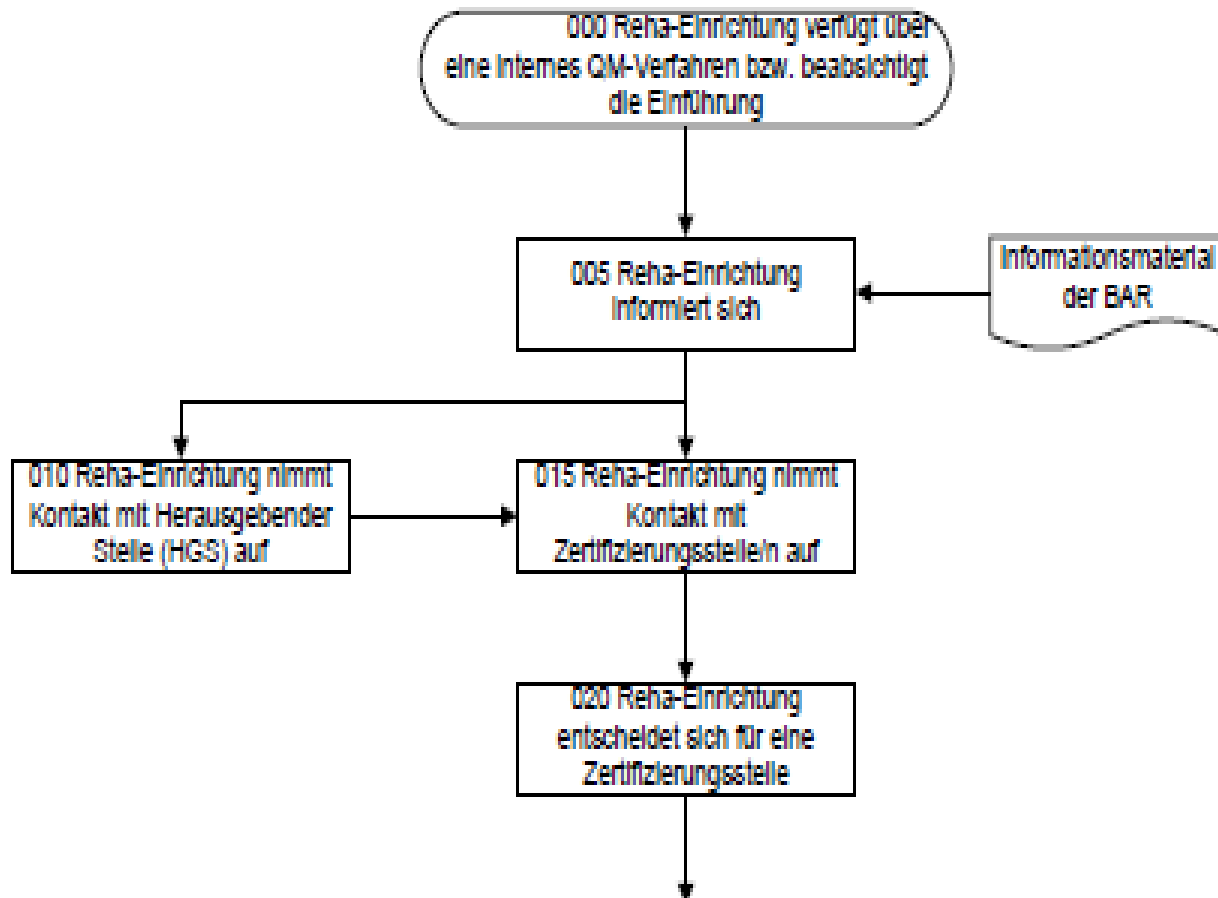 000 Reha-Einrichtung verfügt über
eine internes QM-Verfahren bzw. beabsichtigt
die Einführung
005 Reha-Einrichtung
informiert sich
Informationsmaterial
der BAR
010 Reha-Einrichtung nimmt
Kontakt mit Herausgebender
Stelle (HGS) auf
015 Reha-Einrichtung nimmt
Kontakt mit
Zertifizierungsstelle/n auf
020 Reha-Einrichtung
entscheidet sich für eine
Zertifizierungsstelle